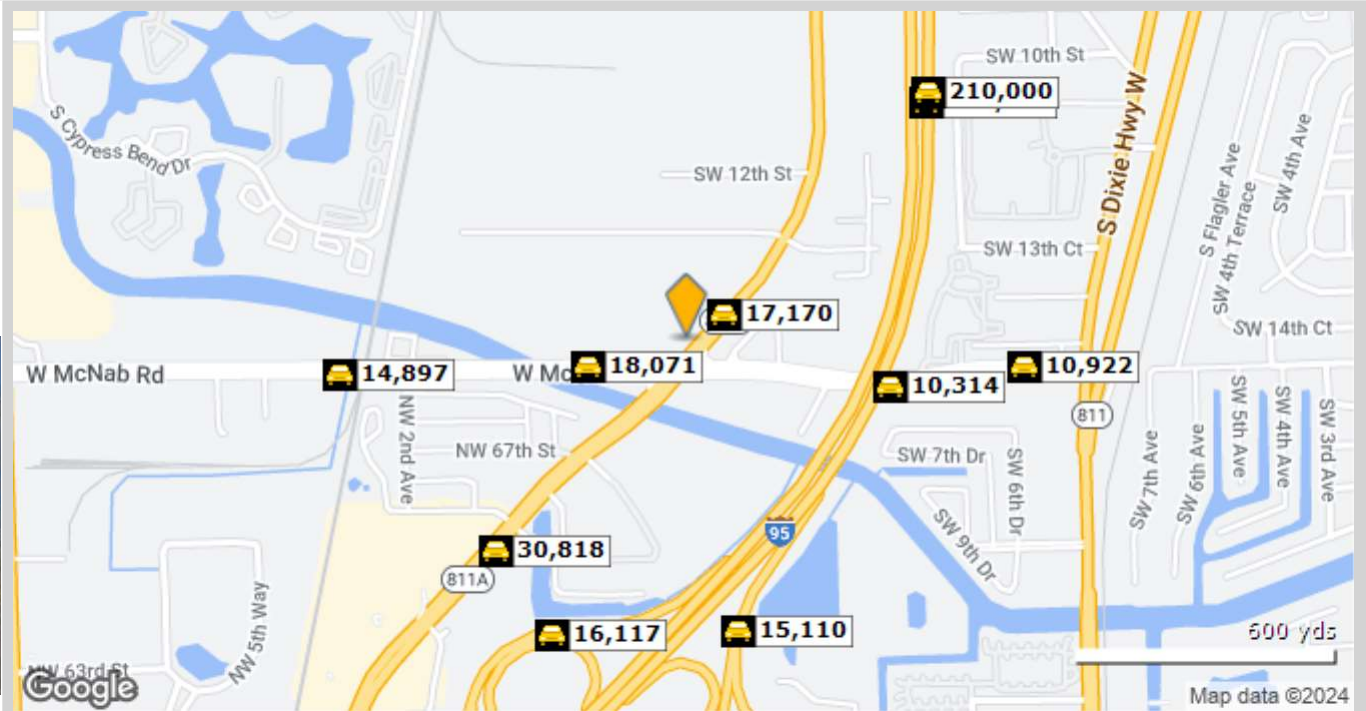 SW 10th St
210,000
S Dixie Hwy W
S Cypress Bend Dr
SW 12th St
S Flagler Ave
SW 4th Ave
SW 4th Terrace
SW 13th Ct
17,170
SW 14th Ct
W McNab Rd
14,897
W Mc
18,071
10,314
10,922
811
NW 2nd Ave
NW 67th St
SW 7th Dr
SW 6th Dr
SW 7th Ave
SW 6th Ave
SW 5th Ave
SW 4th Ave
SW 3rd Ave
95
SW 9th Dr
30,818
811A
16,117
15,110
600 yds
NW 5th Way
NW 63rd St
Google
Map data ©2024